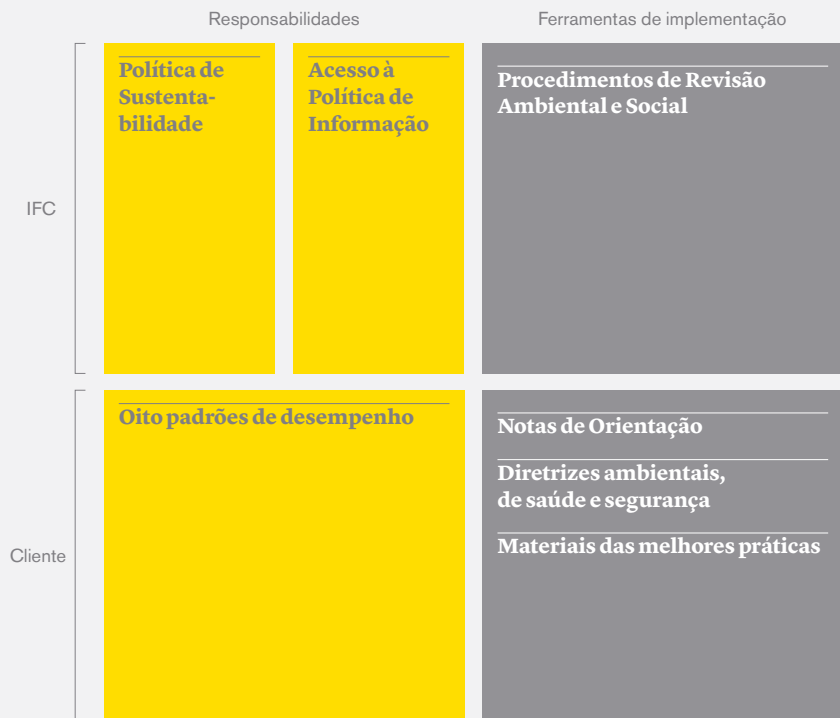 Responsabilidades
Ferramentas de implementação
IFC
Política de
Sustenta-
bilidade
Acesso à
Política de
Informação
Procedimentos de Revisão
Ambiental e Social
Cliente
Oito padrões de desempenho
Notas de Orientação
Diretrizes ambientais,
de saúde e segurança
Materiais das melhores práticas